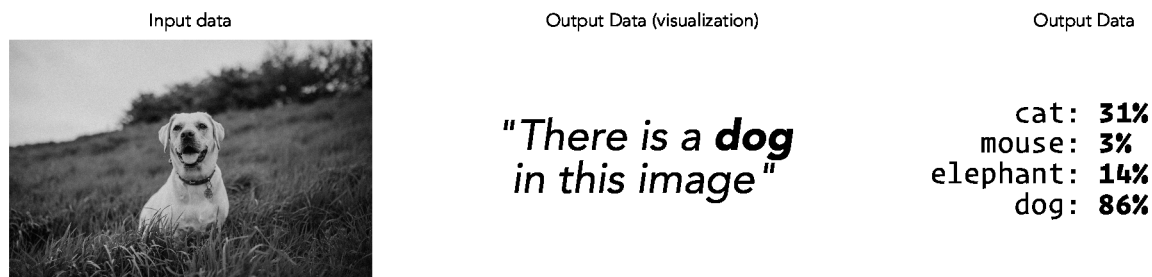 Input data
Output Data (visualization)
Output Data
"There is a dog
in this image"
cat: 31%
mouse: 3%
elephant: 14%
dog: 86%